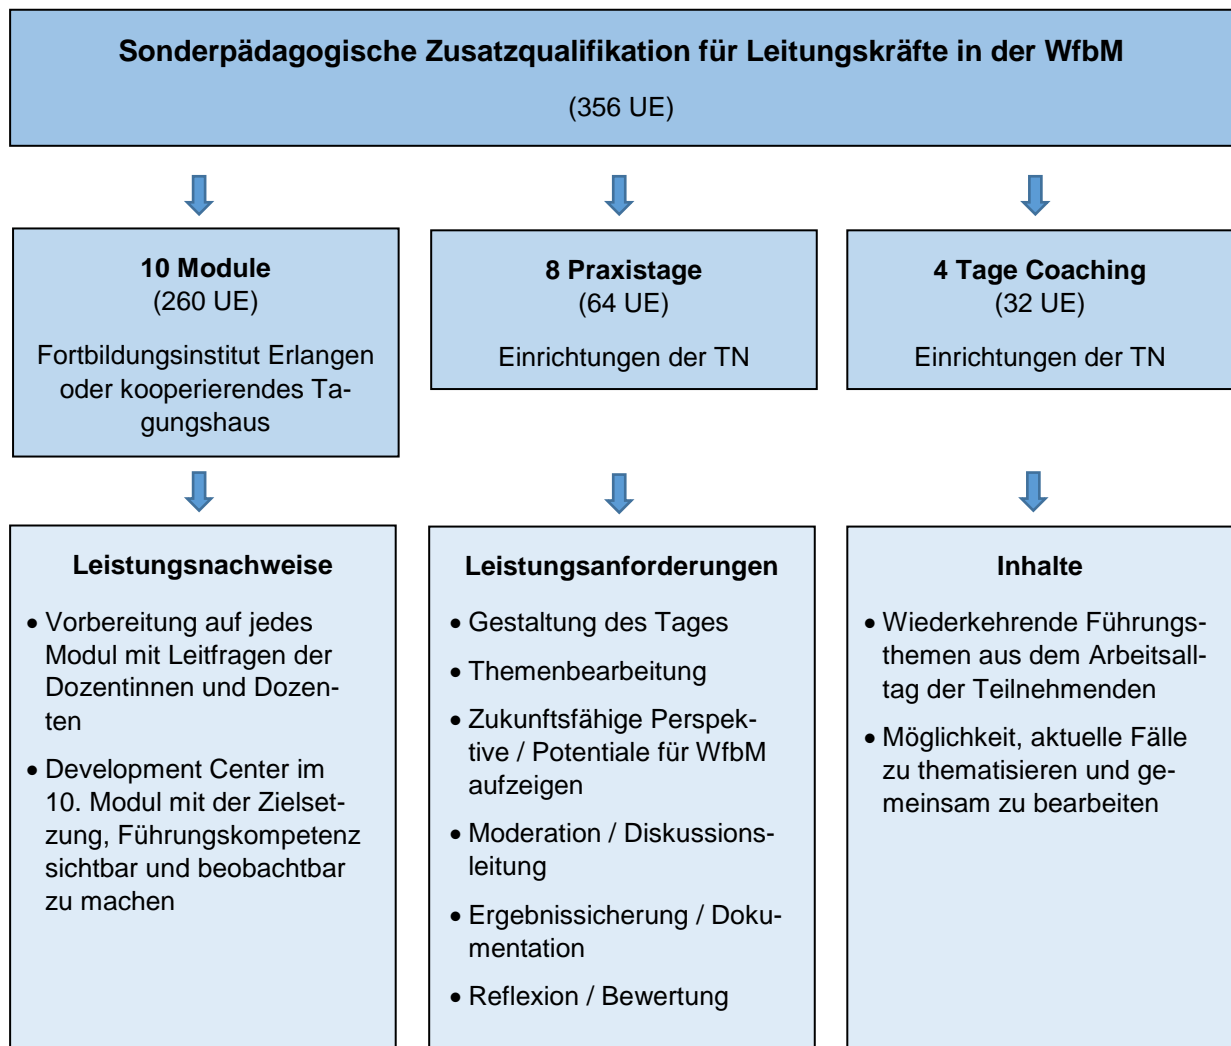 Sonderpädagogische Zusatzqualifikation für Leitungskräfte in der WfbM
(356 UE)
10 Module
(260 UE)
Fortbildungsinstitut Erlangen
oder kooperierendes Ta-
gungshaus
8 Praxistage
(64 UE)
Einrichtungen der TN
4 Tage Coaching
(32 UE)
Einrichtungen der TN
Leistungsnachweise
• Vorbereitung auf jedes
Modul mit Leitfragen der
Dozentinnen und Dozen-
ten
• Development Center im
10. Modul mit der Zielset-
zung, Führungskompetenz
sichtbar und beobachtbar
zu machen
Leistungsanforderungen
• Gestaltung des Tages
• Themenbearbeitung
• Zukunftsfähige Perspek-
tive / Potentiale für WfbM
aufzeigen
• Moderation / Diskussions-
leitung
• Ergebnissicherung / Doku-
mentation
• Reflexion / Bewertung
Inhalte
• Wiederkehrende Führungs-
themen aus dem Arbeitsall-
tag der Teilnehmenden
• Möglichkeit, aktuelle Fälle
zu thematisieren und ge-
meinsam zu bearbeiten